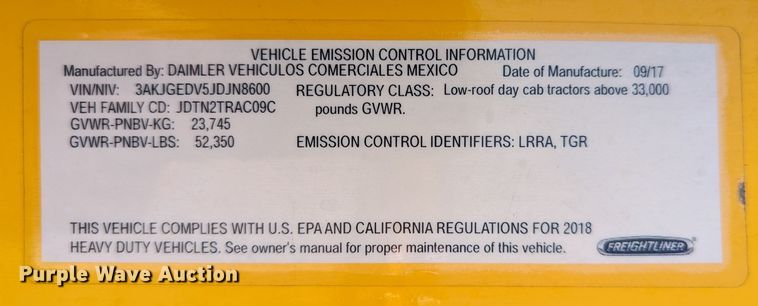 VEHICLE EMISSION CONTROL INFORMATION
Manufactured By: DAIMLER VEHICULOS COMERCIALES MEXICO Date of Manufacture: 09/17
VIN/NIV: 3AKJGEDV5JDJN8600 REGULATORY CLASS: Low-roof day cab tractors above 33,000
VEH FAMILY CD: JDTN2TRAC09C pounds GVWR.
GVWR-PNBV-KG: 23,745
GVWR-PNBV-LBS: 52,350 EMISSION CONTROL IDENTIFIERS: LRRA, TGR
THIS VEHICLE COMPLIES WITH U.S. EPA AND CALIFORNIA REGULATIONS FOR 2018
HEAVY DUTY VEHICLES. See owner's manual for proper maintenance of this vehicle. FREIGHTLINER
Purple Wave Auction